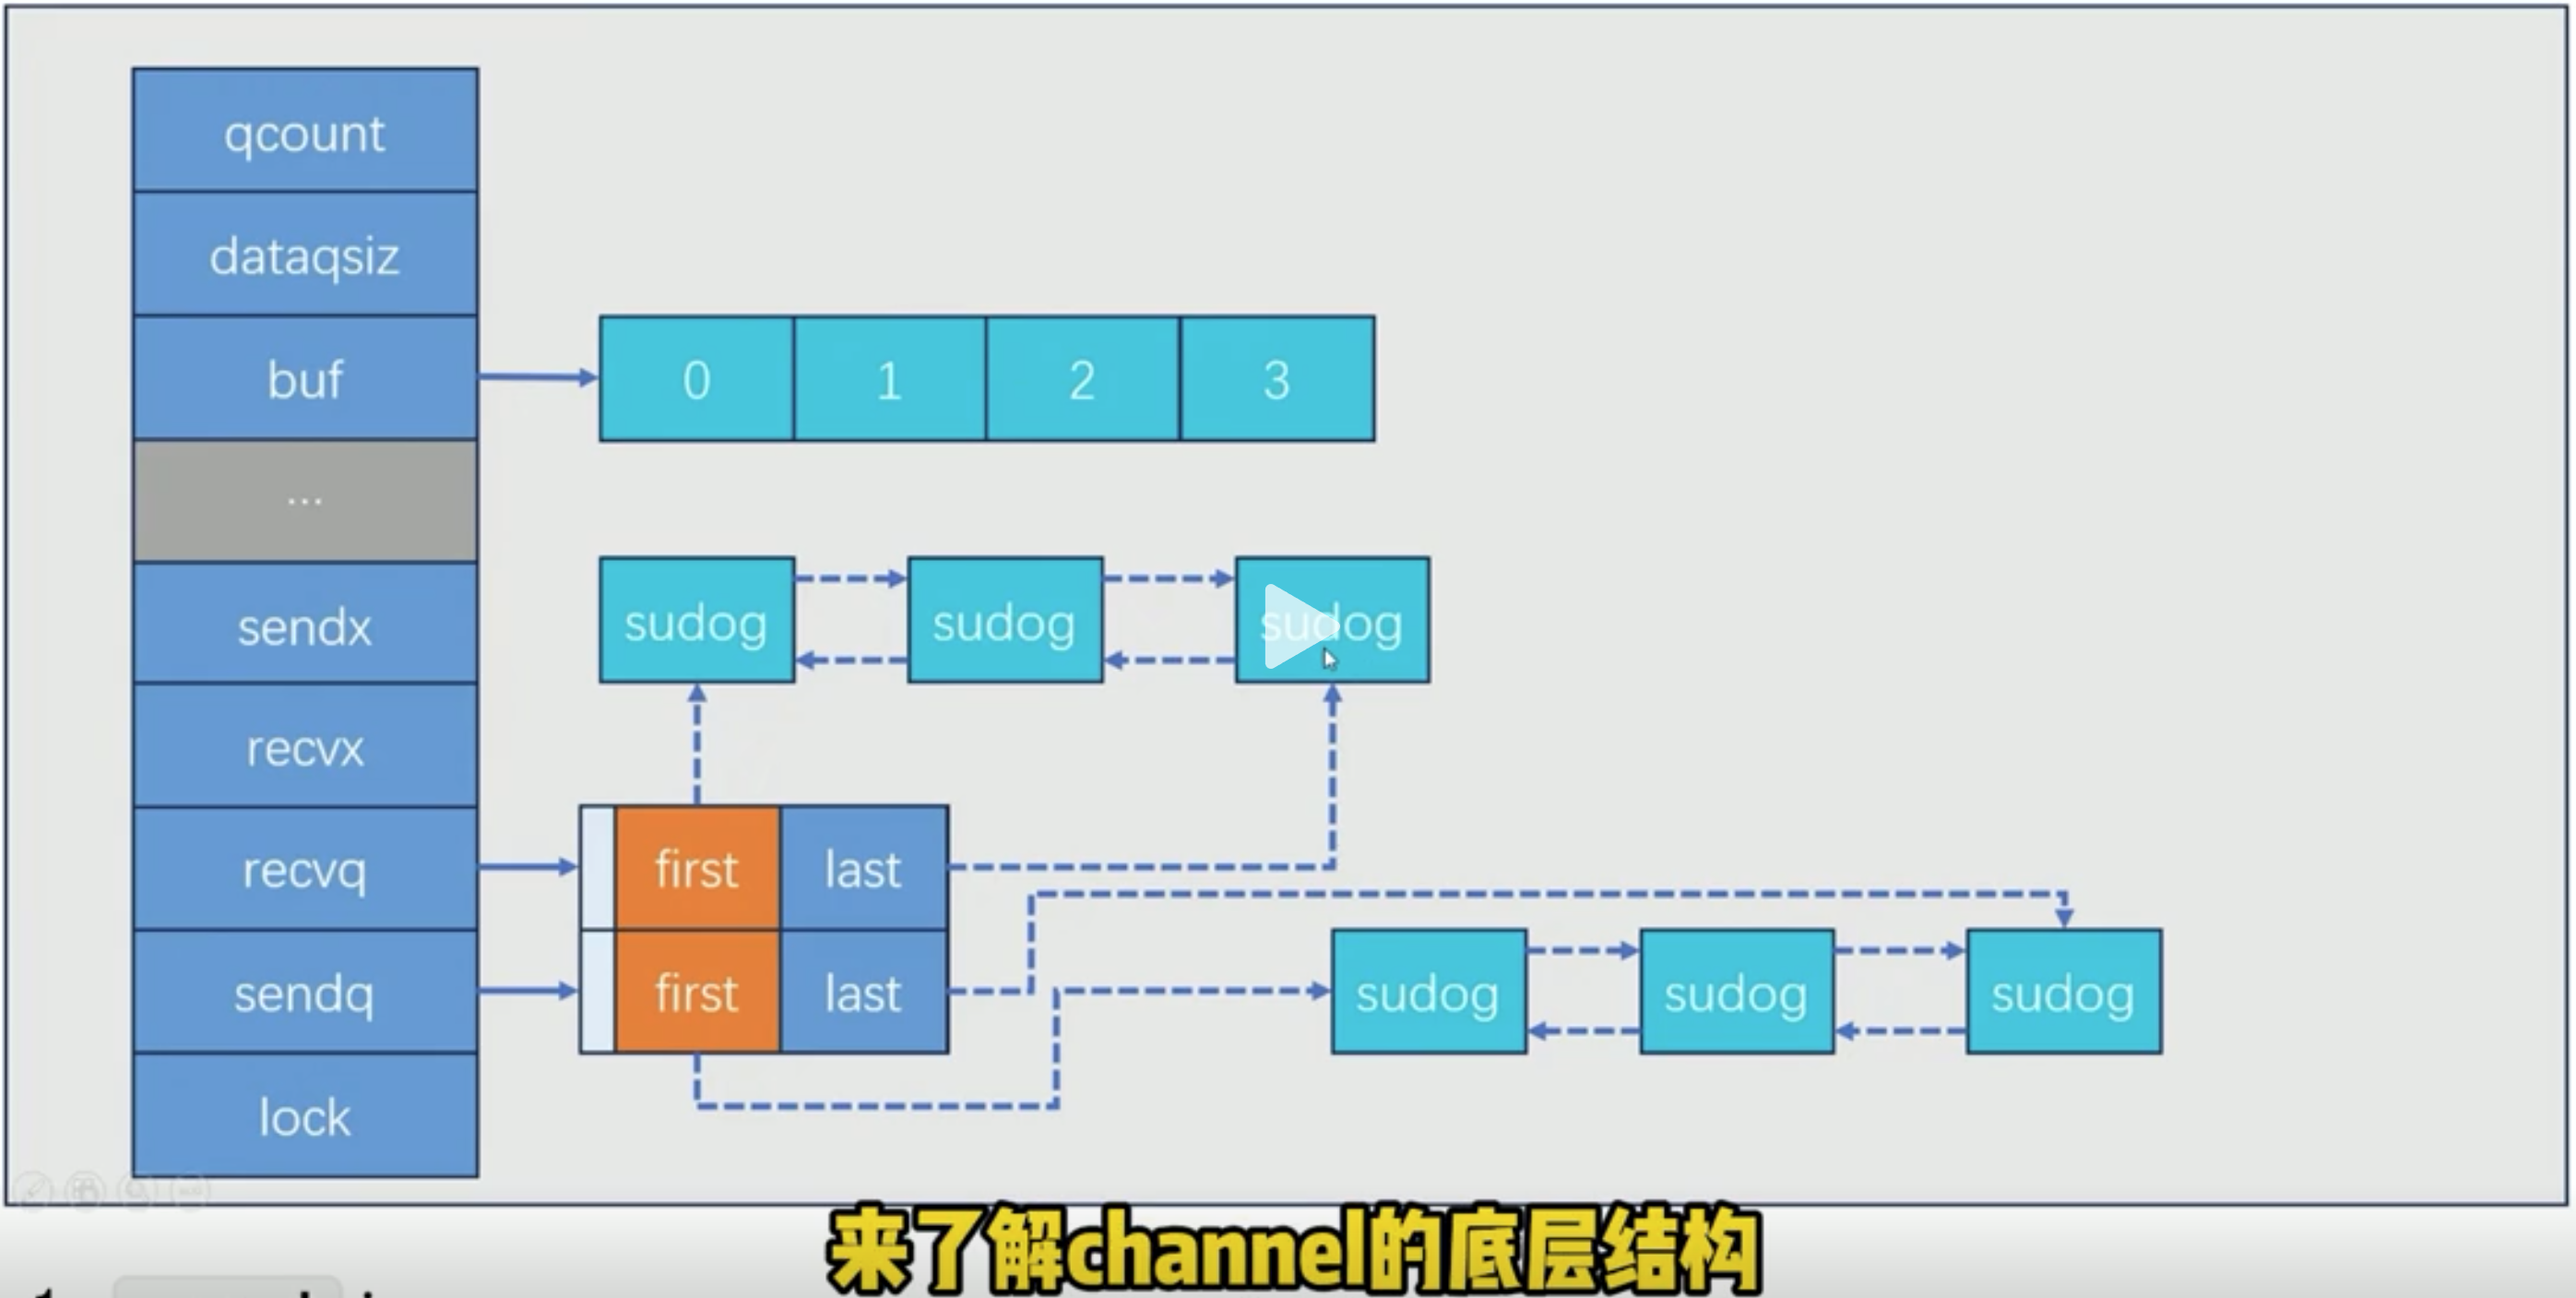 qcount
dataqsiz
buf
0 1 2 3
...
sendx
sudog sudog sudog
recvx
recvq
first last
sendq
first last
sudog sudog sudog
lock
来了解channel的底层结构